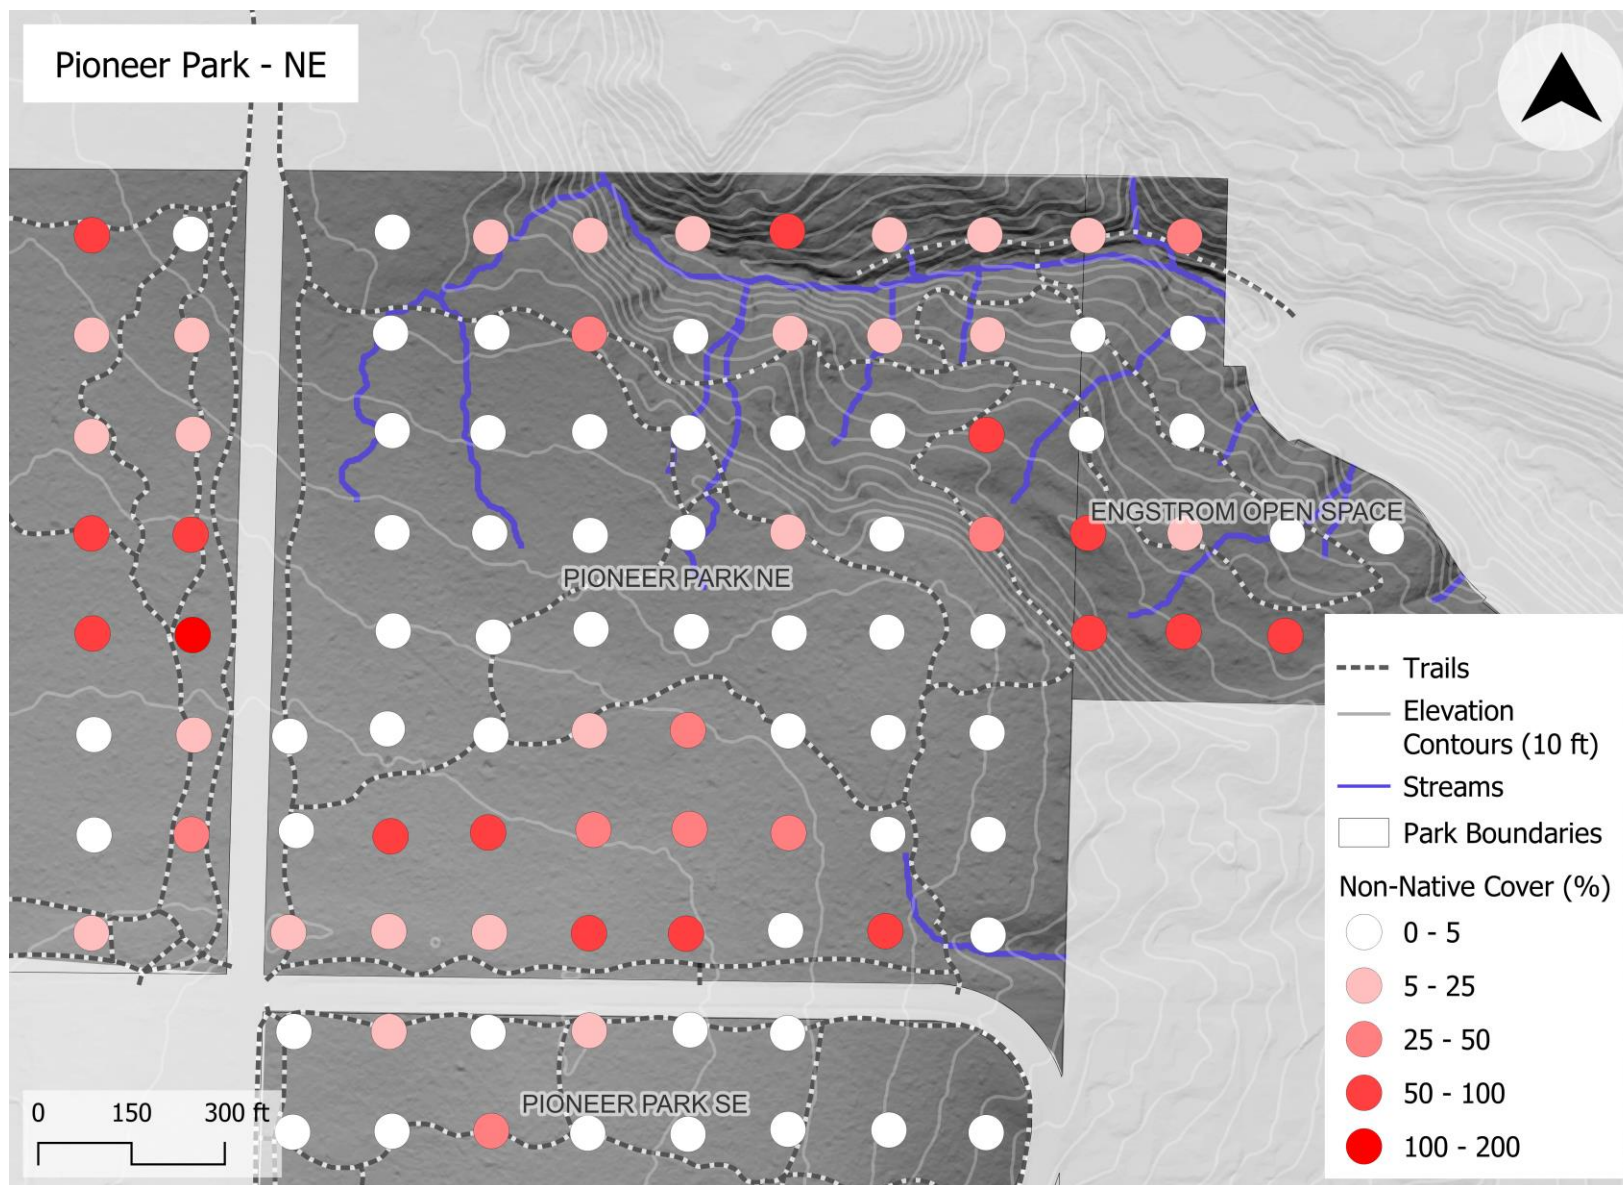 Pioneer Park - NE
ENGSTROM OPEN SPACE
PIONEER PARK NE
PIONEER PARK SE
0 150 300 ft
Trails
Elevation
Contours (10 ft)
Streams
Park Boundaries
Non-Native Cover (%)
0 - 5
5 - 25
25 - 50
50 - 100
100 - 200